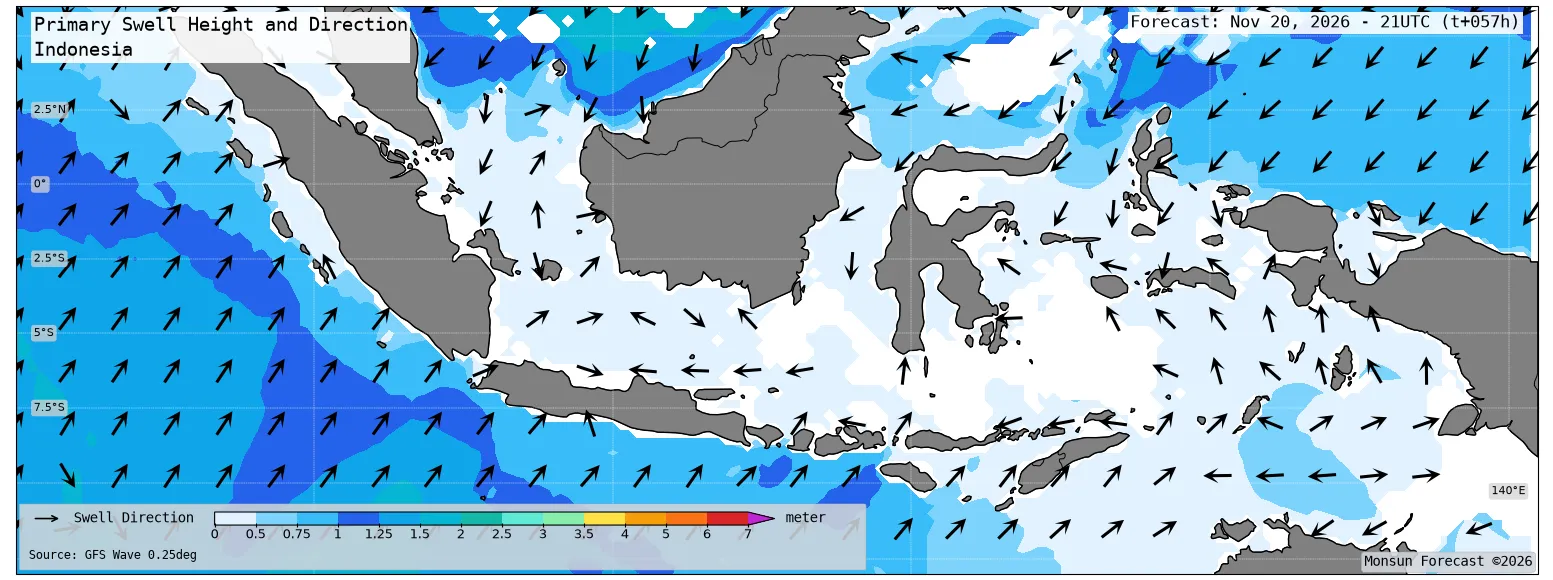 Primary Swell Height and Direction
Indonesia
Forecast: Nov 20, 2026 - 21UTC (t+057h)
2.5°N
0°
2.5°S
5°S
7.5°S
140°E
Swell Direction
0 0.5 0.75 1 1.25 1.5 2 2.5 3 3.5 4 5 6 7
meter
Source: GFS Wave 0.25deg
Monsun Forecast ©2026